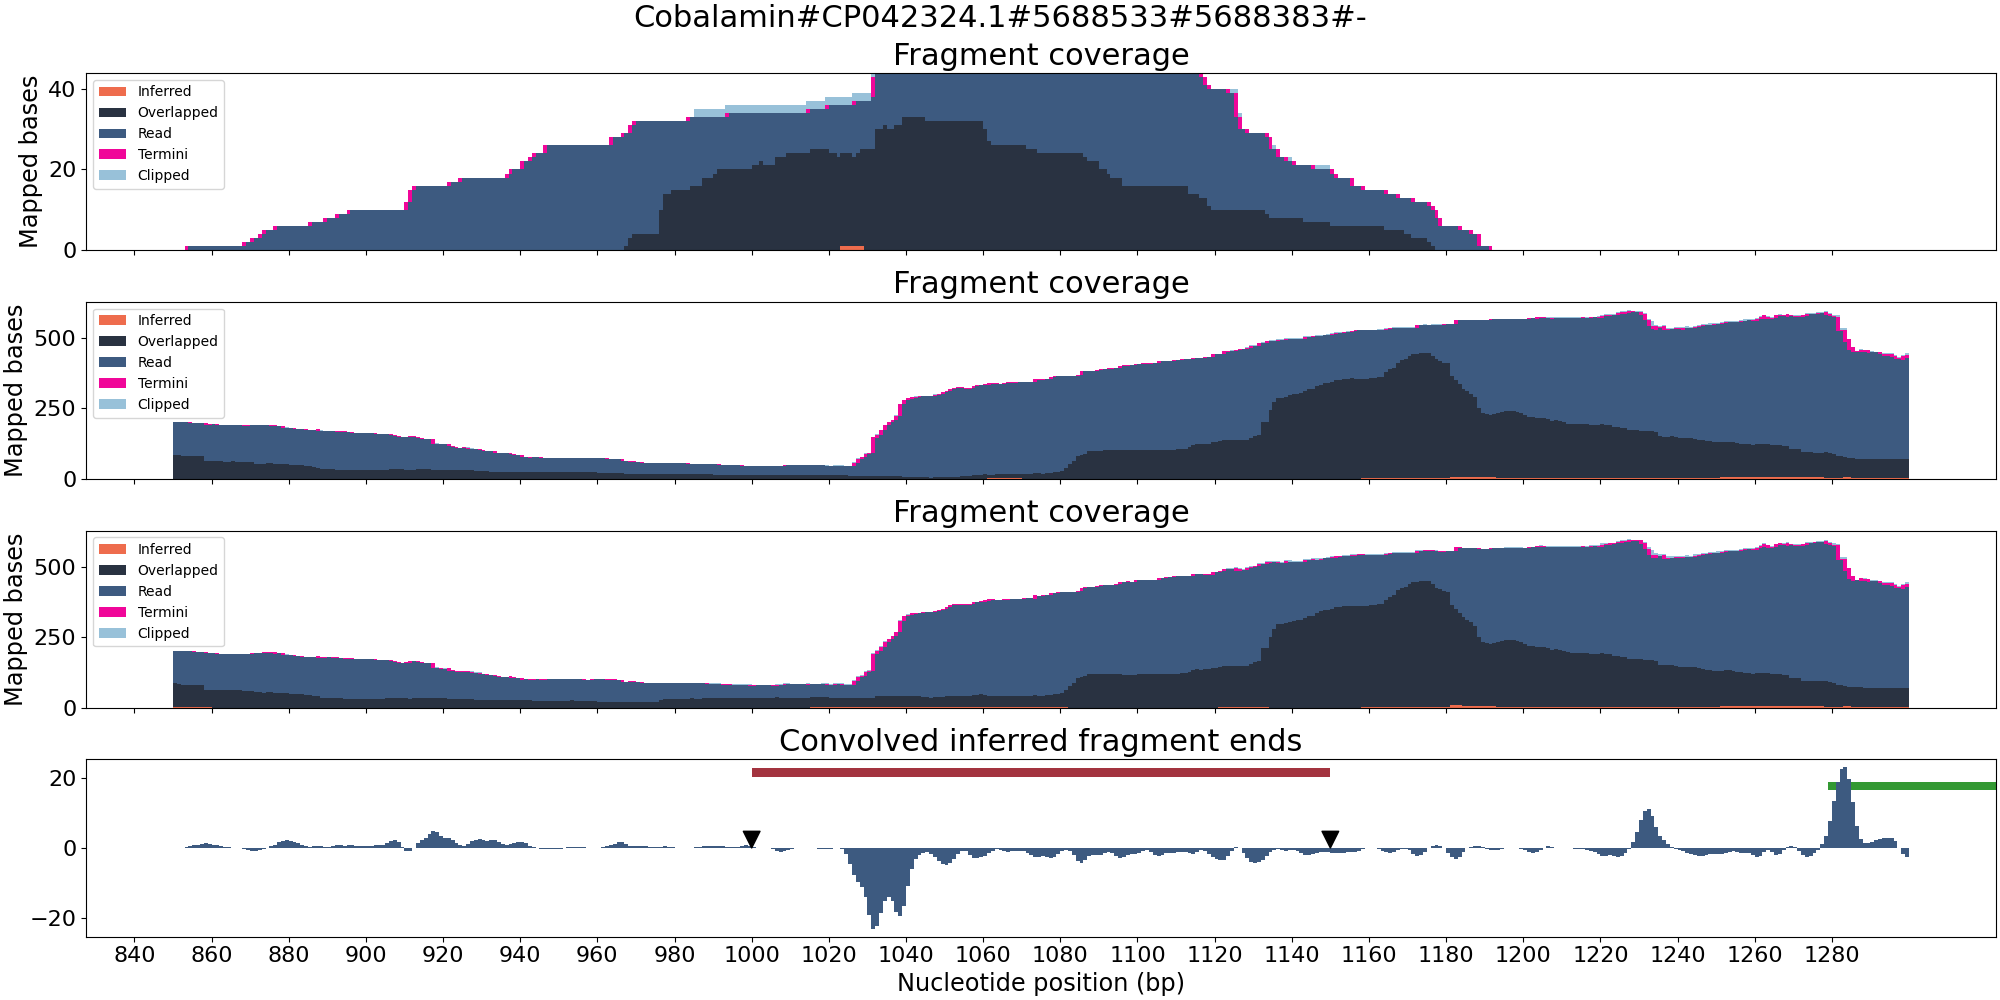 Cobalamin#CP042324.1#5688533#5688383#-
Fragment coverage
Mapped bases
40
20
0
Inferred
Overlapped
Read
Termini
Clipped
Fragment coverage
Mapped bases
500
250
0
Inferred
Overlapped
Read
Termini
Clipped
Fragment coverage
Mapped bases
500
250
0
Inferred
Overlapped
Read
Termini
Clipped
Convolved inferred fragment ends
20
0
−20
840 860 880 900 920 940 960 980 1000 1020 1040 1060 1080 1100 1120 1140 1160 1180 1200 1220 1240 1260 1280
Nucleotide position (bp)